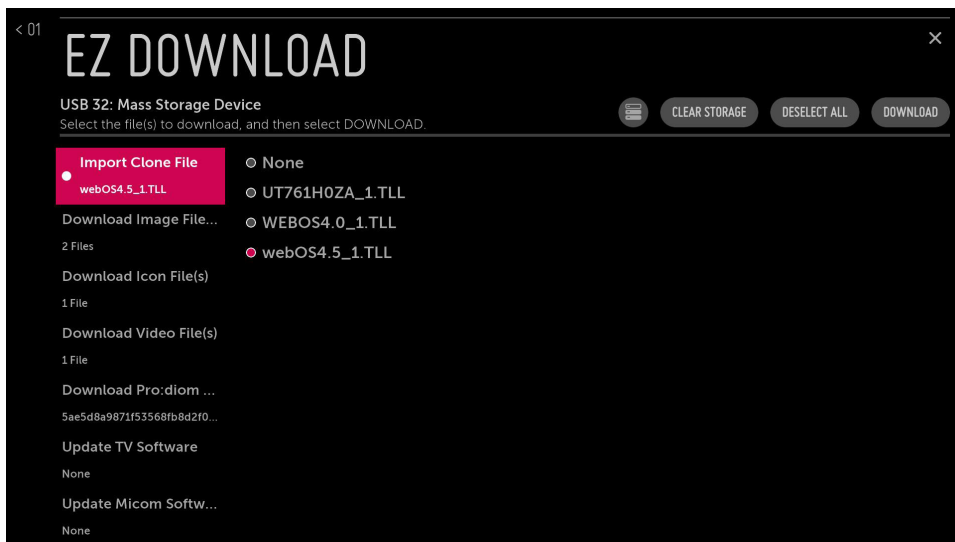 < 01
EZ DOWNLOAD
×
USB 32: Mass Storage Device
Select the file(s) to download, and then select DOWNLOAD.
CLEAR STORAGE
DESELECT ALL
DOWNLOAD
Import Clone File
webOS4.5_1.TLL
Download Image File...
2 Files
Download Icon File(s)
1 File
Download Video File(s)
1 File
Download Pro:diom ...
5ae5d8a9871f53568fb8d2f0...
Update TV Software
None
Update Micom Softw...
None
None
UT761H0ZA_1.TLL
WEBOS4.0_1.TLL
webOS4.5_1.TLL